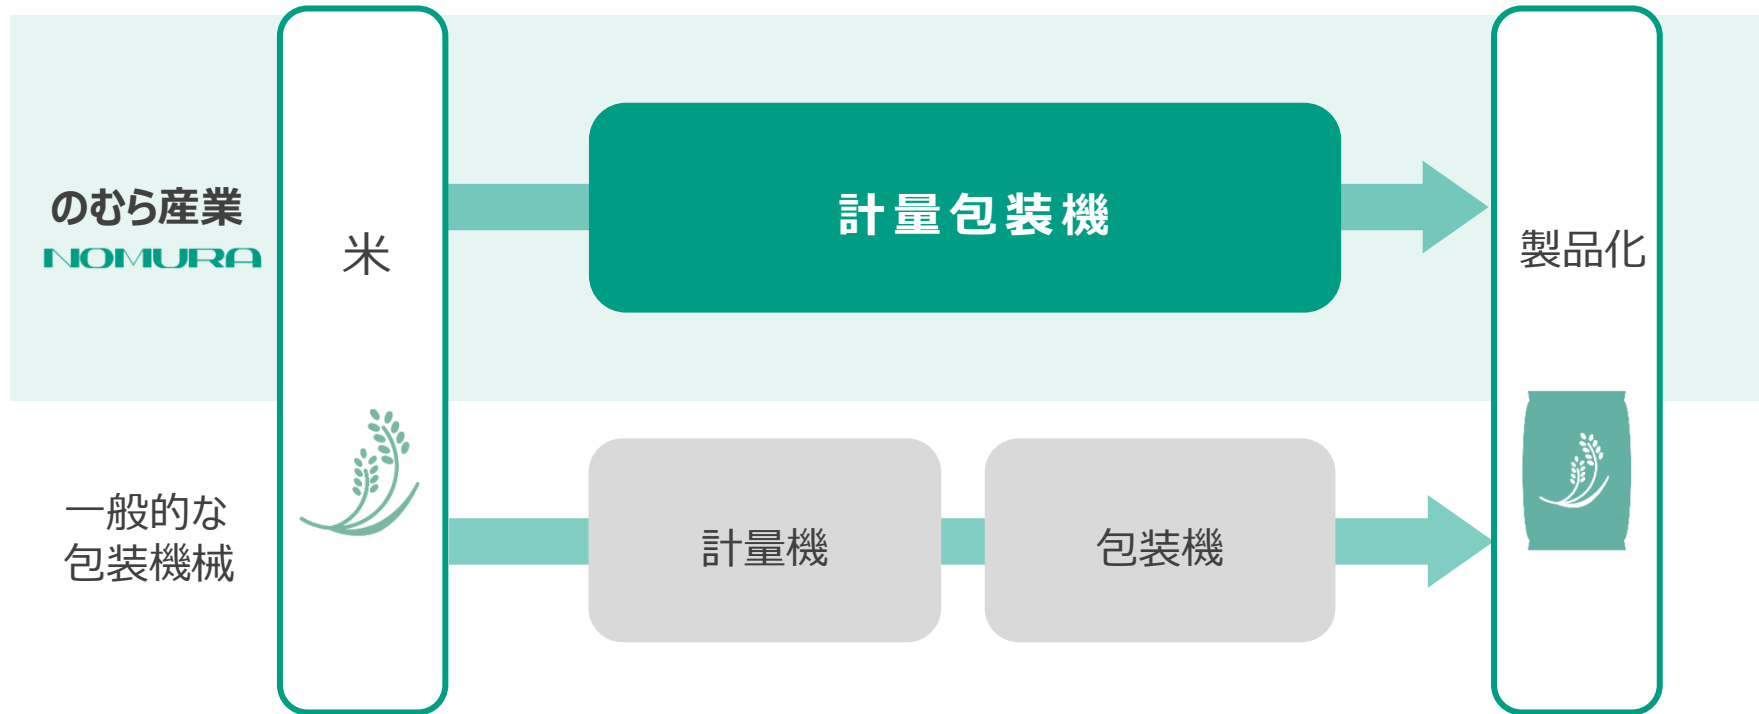 のむら産業
NOMURA
米
計量包装機
製品化
一般的な
包装機械
計量機
包装機